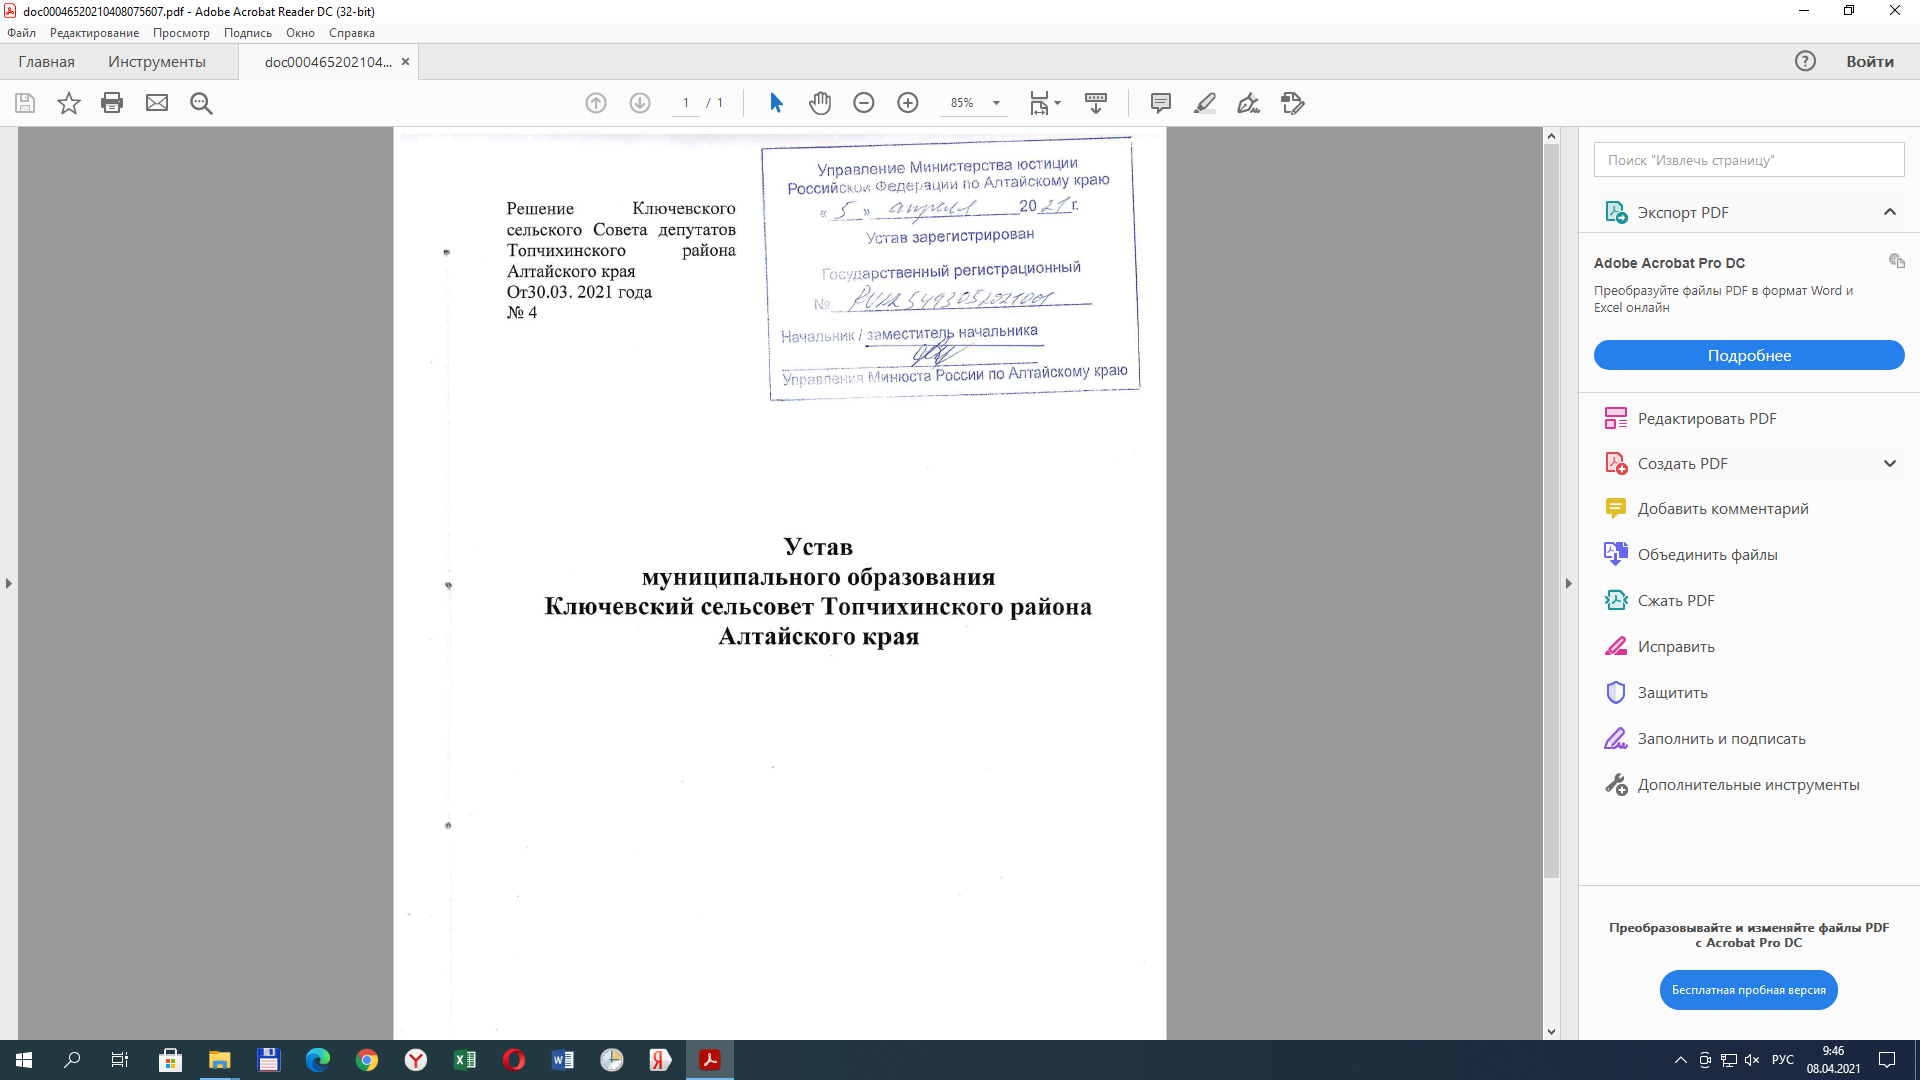 doc00046520210408075607.pdf - Adobe Acrobat Reader DC (32-bit)
Файл Редактирование Просмотр Подпись Окно Справка
Главная Инструменты doc000465202104... × Войти
1 / 1 85%
Управление Министерства юстиции
Российской Федерации по Алтайскому краю
« 5 » апреля 2021 г.
Устав зарегистрирован
Государственный регистрационный
№ RU225493052021001
Начальник / заместитель начальника
Управления Минюста России по Алтайскому краю
Решение Ключевского
сельского Совета депутатов
Топчихинского района
Алтайского края
От30.03. 2021 года
№ 4
Устав
муниципального образования
Ключевский сельсовет Топчихинского района
Алтайского края
Поиск "Извлечь страницу"
Экспорт PDF
Adobe Acrobat Pro DC
Преобразуйте файлы PDF в формат Word и
Excel онлайн
Подробнее
Редактировать PDF
Создать PDF
Добавить комментарий
Объединить файлы
Сжать PDF
Исправить
Защитить
Заполнить и подписать
Дополнительные инструменты
Преобразовывайте и изменяйте файлы PDF
с Acrobat Pro DC
Бесплатная пробная версия
РУС
9:46
08.04.2021